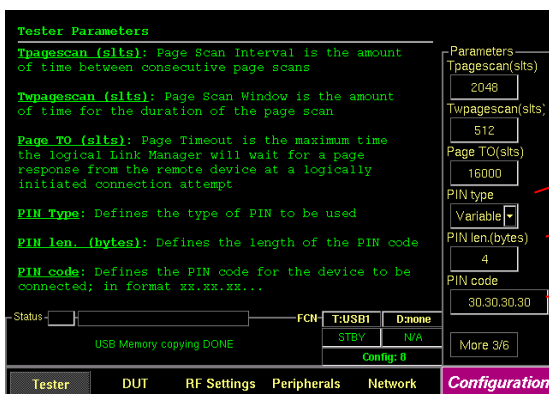 Tester Parameters
Tpagescan (slts): Page Scan Interval is the amount
of time between consecutive page scans
Twpagescan (slts): Page Scan Window is the amount
of time for the duration of the page scan
Page TO (slts): Page Timeout is the maximum time
the logical Link Manager will wait for a page
response from the remote device at a logically
initiated connection attempt
PIN Type: Defines the type of PIN to be used
PIN len. (bytes): Defines the length of the PIN code
PIN code: Defines the PIN code for the device to be
connected; in format xx.xx.xx...
Parameters
Tpagescan(slts)
2048
Twpagescan(slts)
512
Page TO(slts)
16000
PIN type
Variable
PIN len.(bytes)
4
PIN code
30.30.30.30
More 3/6
Status
USB Memory copying DONE
FCN
T:USB1 D:none
STBY N/A
Config: 0
Tester DUT RF Settings Peripherals Network Configuration